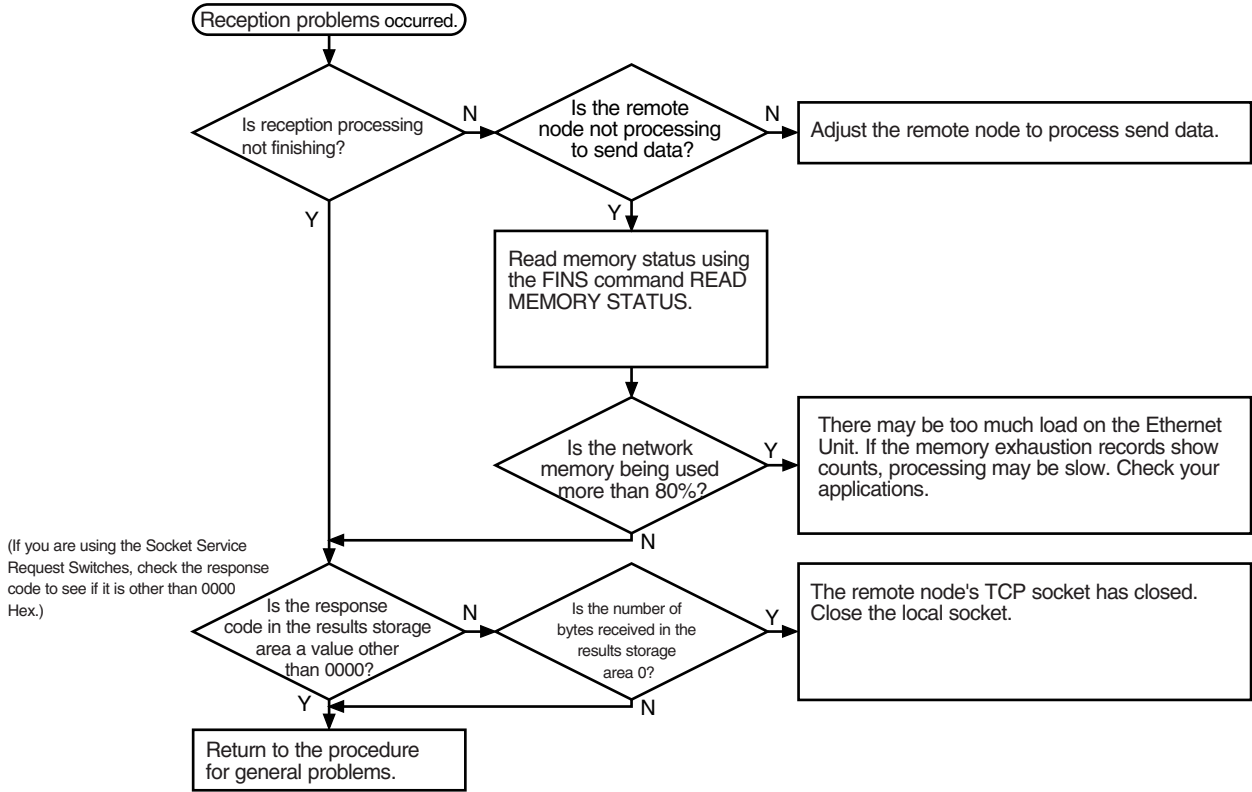 Reception problems occurred.
Is reception processing
not finishing?
N
Y
Is the remote
node not processing
to send data?
N
Adjust the remote node to process send data.
Y
Read memory status using
the FINS command READ
MEMORY STATUS.
Is the network
memory being used
more than 80%?
Y
There may be too much load on the Ethernet
Unit. If the memory exhaustion records show
counts, processing may be slow. Check your
applications.
N
(If you are using the Socket Service
Request Switches, check the response
code to see if it is other than 0000
Hex.)
Is the response
code in the results storage
area a value other
than 0000?
N
Is the number of
bytes received in the
results storage
area 0?
Y
The remote node's TCP socket has closed.
Close the local socket.
Y
N
Return to the procedure
for general problems.